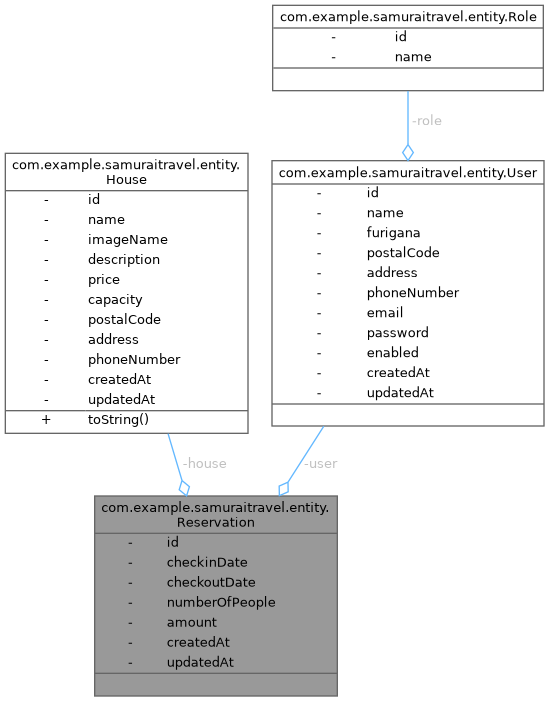 com.example.samuraitravel.entity.Role
- id
- name
-role
com.example.samuraitravel.entity.
House
- id
- name
- imageName
- description
- price
- capacity
- postalCode
- address
- phoneNumber
- createdAt
- updatedAt
+ toString()
com.example.samuraitravel.entity.User
- id
- name
- furigana
- postalCode
- address
- phoneNumber
- email
- password
- enabled
- createdAt
- updatedAt
-house
-user
com.example.samuraitravel.entity.
Reservation
- id
- checkinDate
- checkoutDate
- numberOfPeople
- amount
- createdAt
- updatedAt